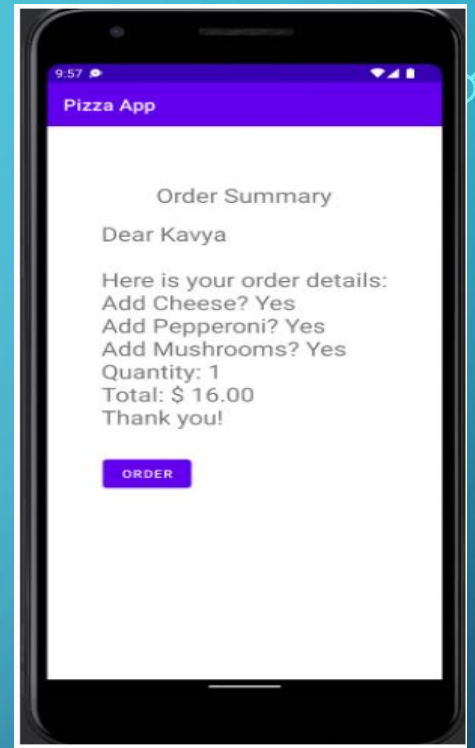 9:57
Pizza App
Order Summary
Dear Kavya
Here is your order details:
Add Cheese? Yes
Add Pepperoni? Yes
Add Mushrooms? Yes
Quantity: 1
Total: $ 16.00
Thank you!
ORDER